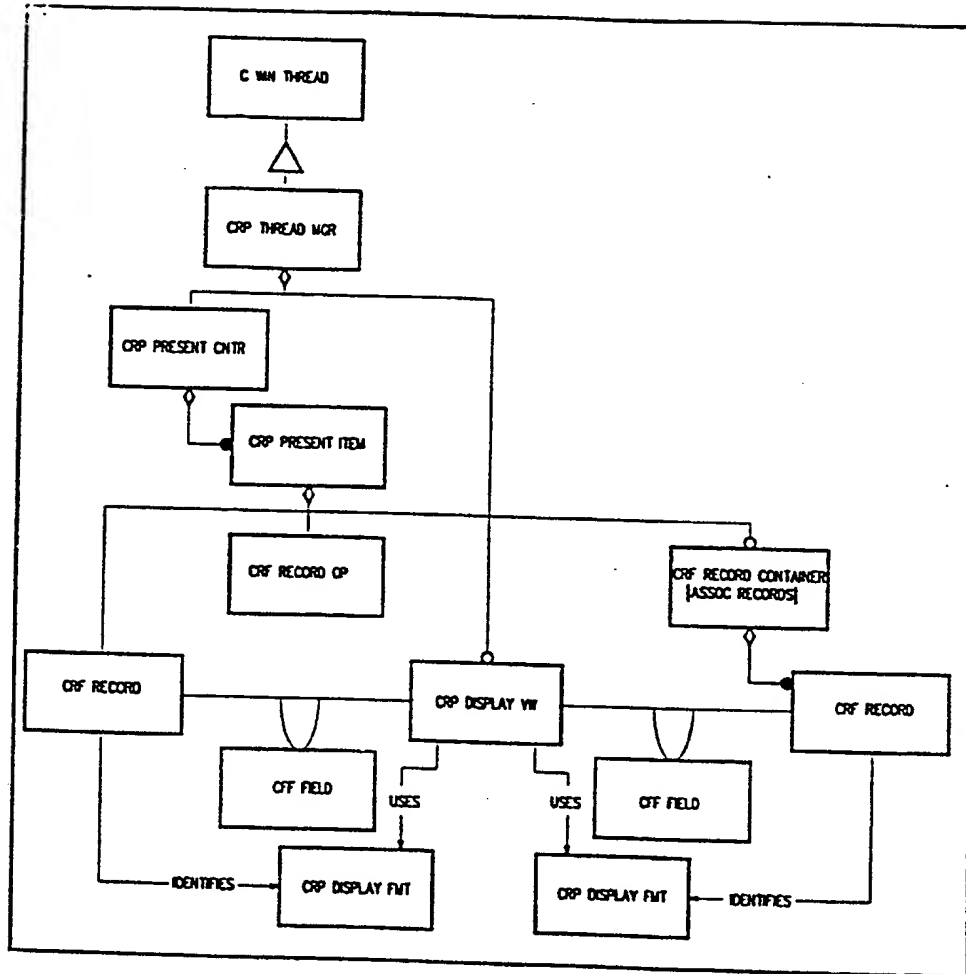 C WIN THREAD
CRP THREAD MGR
CRP PRESENT CNTR
CRP PRESENT ITEM
CRF RECORD OP
CRF RECORD CONTAINER
[ASSOC RECORDS]
CRF RECORD
CRP DISPLAY VW
CRF RECORD
CFF FIELD
CFF FIELD
USES
USES
CRP DISPLAY FMT
CRP DISPLAY FMT
IDENTIFIES
IDENTIFIES